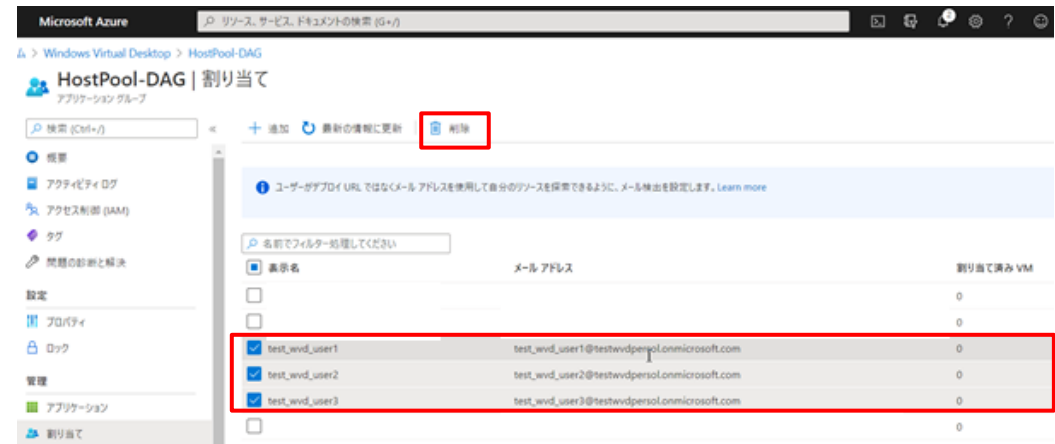 Microsoft Azure
リソース、サービス、ドキュメントの検索 (G+/)
2
> Windows Virtual Desktop > HostPool-DAG
HostPool-DAG | 割り当て
アプリケーション グループ
検索 (Ctrl+/)
«
追加
最新の情報に更新
削除
概要
アクティビティ ログ
アクセス制御 (IAM)
タグ
問題の診断と解決
設定
プロパティ
ロック
管理
アプリケーション
割り当て
ユーザーがデプロイ URL ではなくメール アドレスを使用して自分のリソースを探索できるように、メール検出を設定します。Learn more
名前でフィルター処理してください
表示名 メール アドレス 割り当て済み VM
0
0
test_wvd_user1 test_wvd_user1@testwvdpersol.onmicrosoft.com 0
test_wvd_user2 test_wvd_user2@testwvdpersol.onmicrosoft.com 0
test_wvd_user3 test_wvd_user3@testwvdpersol.onmicrosoft.com 0
0